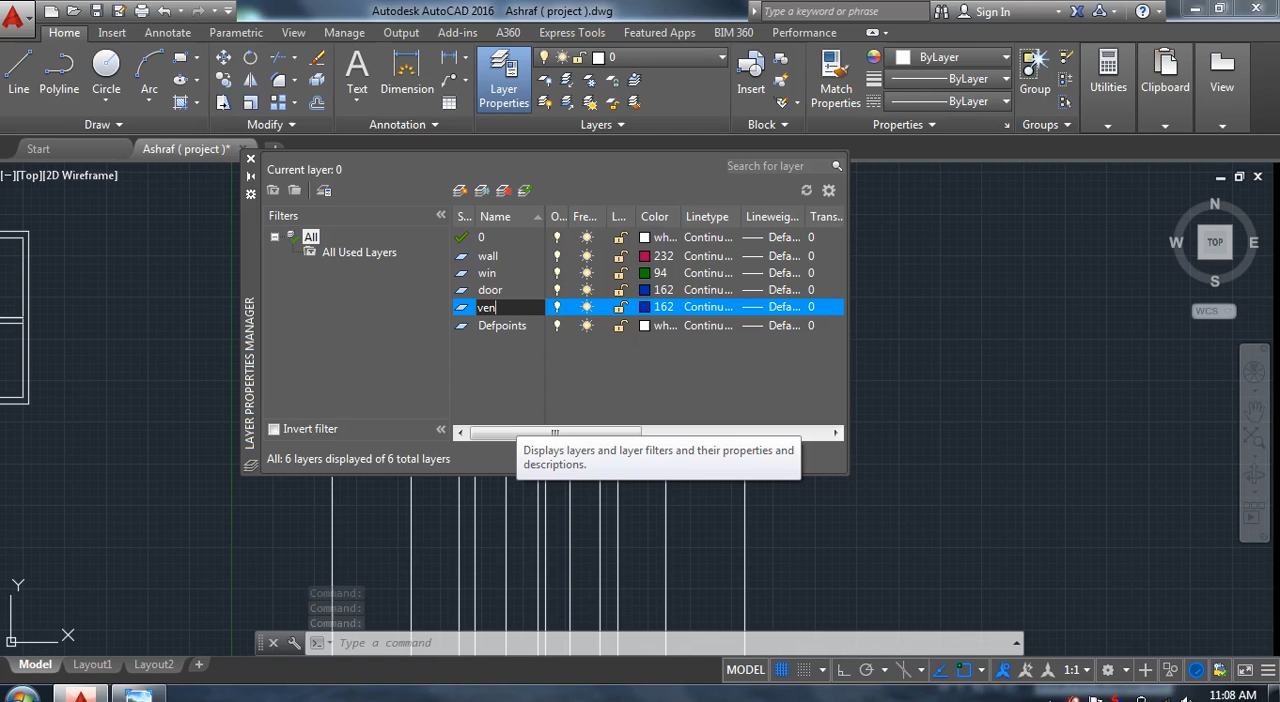 Autodesk AutoCAD 2016 Ashraf ( project ).dwg
Type a keyword or phrase
Sign In
Home Insert Annotate Parametric View Manage Output Add-ins A360 Express Tools Featured Apps BIM 360 Performance
Line Polyline Circle Arc
Text Dimension
Layer Properties
0
Insert
Match Properties
ByLayer
ByLayer
ByLayer
Group
Utilities
Clipboard
View
Draw Modify Annotation Layers Block Properties Groups
Start Ashraf ( project )*
[−][Top][2D Wireframe]
Current layer: 0
Search for layer
Filters
All
All Used Layers
Invert filter
S... Name O... Fre... L... Color Linetype Lineweig... Trans...
0 wh... Continu... Defa... 0
wall 232 Continu... Defa... 0
win 94 Continu... Defa... 0
door 162 Continu... Defa... 0
ven 162 Continu... Defa... 0
Defpoints wh... Continu... Defa... 0
All: 6 layers displayed of 6 total layers
Displays layers and layer filters and their properties and
descriptions.
LAYER PROPERTIES MANAGER
N
W TOP E
S
WCS
Y
X
Command:
Command:
Command:
Type a command
Model Layout1 Layout2 +
MODEL
1:1
11:08 AM